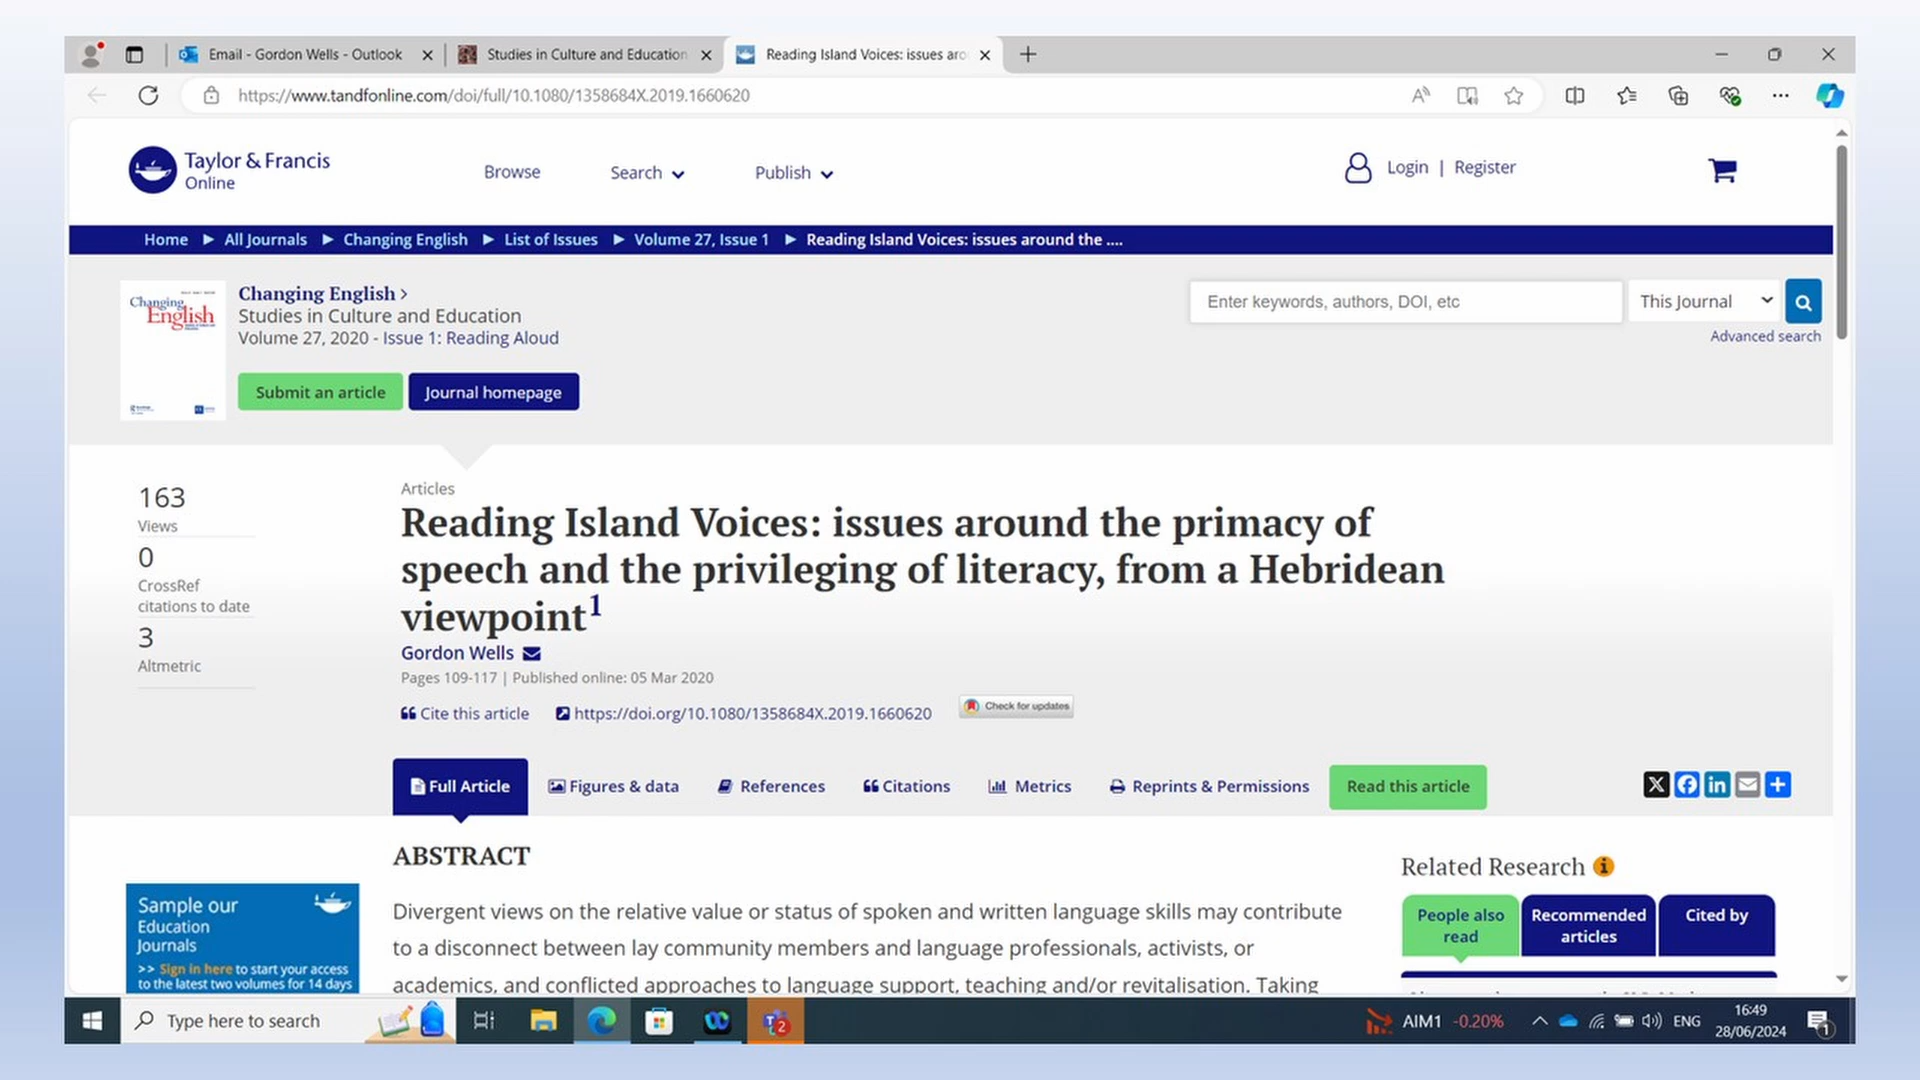 Email - Gordon Wells - Outlook
Studies in Culture and Education
Reading Island Voices: issues aro
https://www.tandfonline.com/doi/full/10.1080/1358684X.2019.1660620
Taylor & Francis
Online
Browse
Search
Publish
Login | Register
Home ▶ All Journals ▶ Changing English ▶ List of Issues ▶ Volume 27, Issue 1 ▶ Reading Island Voices: issues around the ....
Changing
English
Changing English >
Studies in Culture and Education
Volume 27, 2020 - Issue 1: Reading Aloud
Enter keywords, authors, DOI, etc
This Journal
Advanced search
Submit an article
Journal homepage
163
Views
0
CrossRef
citations to date
3
Altmetric
Articles
Reading Island Voices: issues around the primacy of
speech and the privileging of literacy, from a Hebridean
viewpoint1
Gordon Wells
Pages 109-117 | Published online: 05 Mar 2020
Cite this article
https://doi.org/10.1080/1358684X.2019.1660620
Check for updates
Full Article
Figures & data
References
Citations
Metrics
Reprints & Permissions
Read this article
ABSTRACT
Divergent views on the relative value or status of spoken and written language skills may contribute
to a disconnect between lay community members and language professionals, activists, or
academics, and conflicted approaches to language support, teaching and/or revitalisation. Taking
Related Research
People also
read
Recommended
articles
Cited by
Sample our
Education
Journals
>> Sign in here to start your access
to the latest two volumes for 14 days
Type here to search
2
AIM1 -0.20%
ENG
16:49
28/06/2024
1